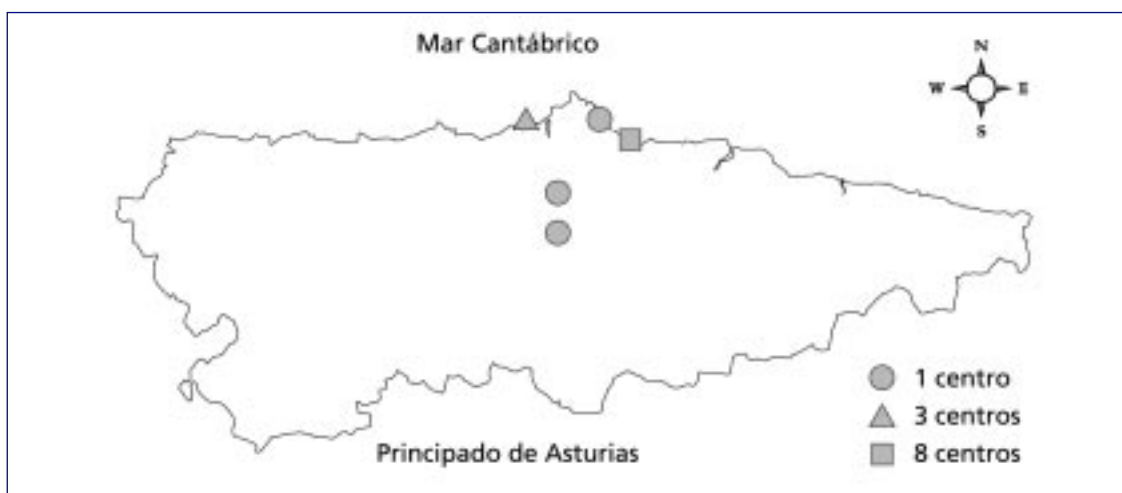 Mar Cantábrico
N
W E
S
1 centro
3 centros
8 centros
Principado de Asturias